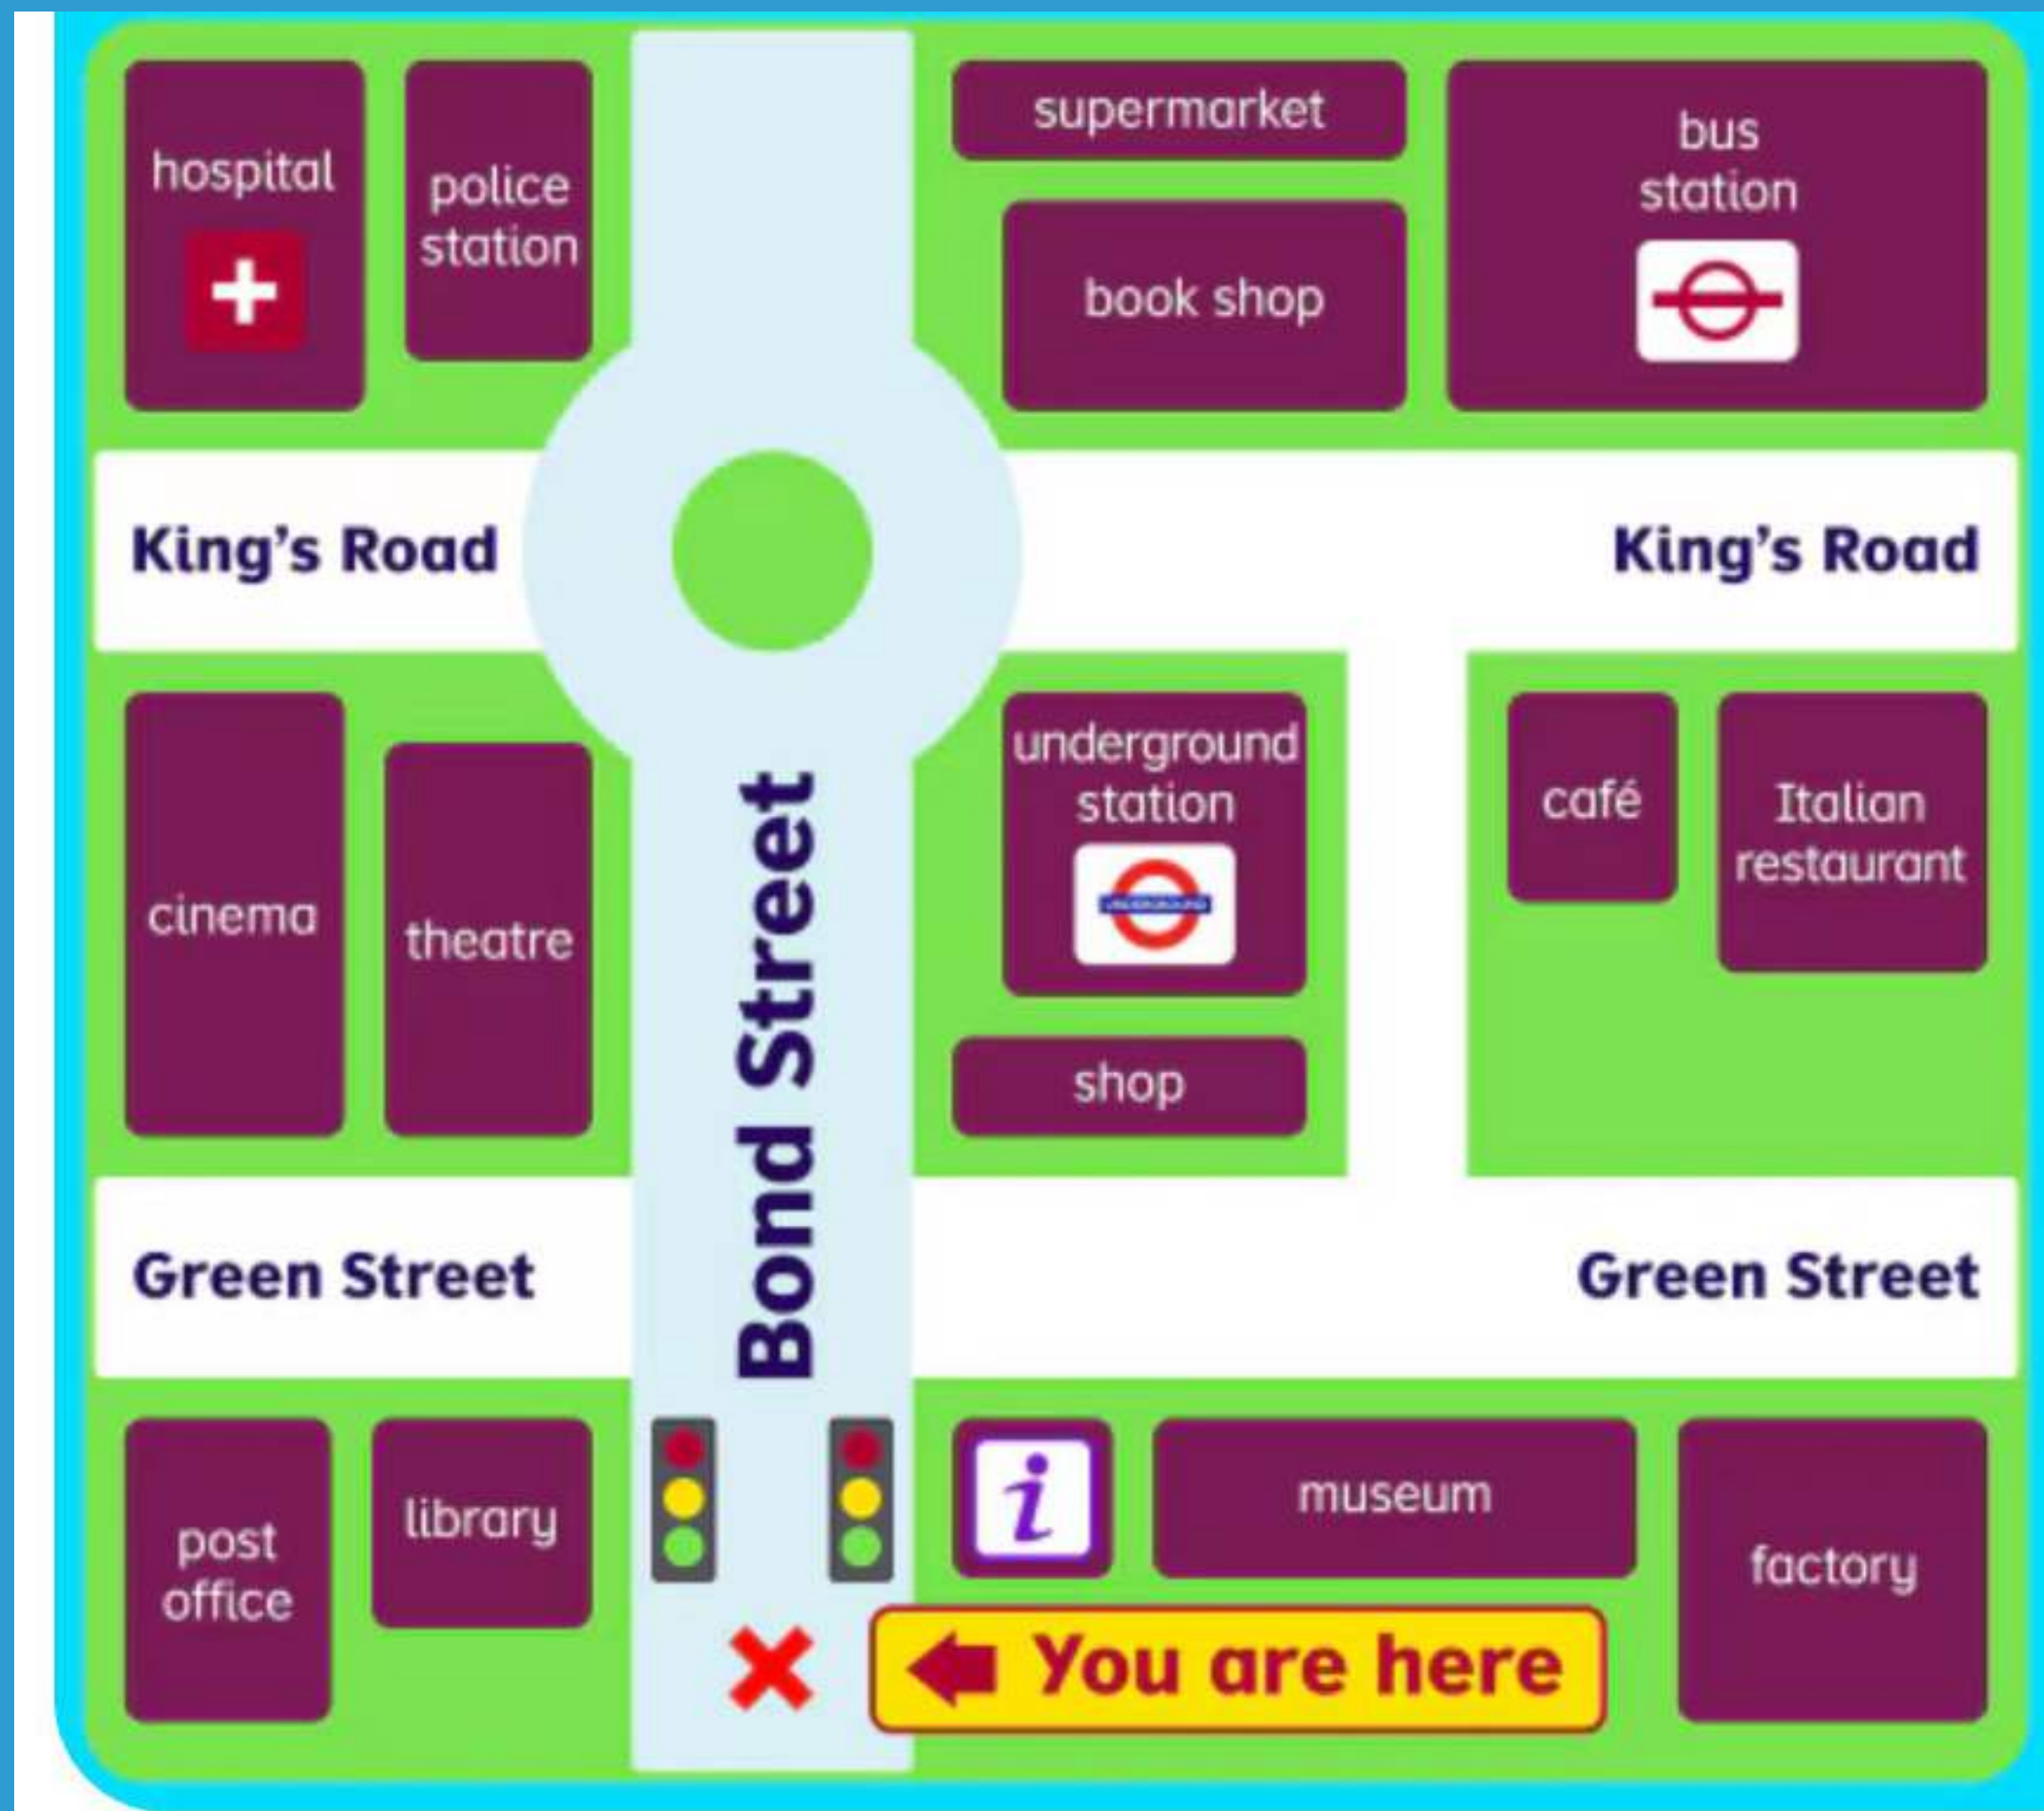 hospital
police
station
supermarket
book shop
bus
station
King's Road
King's Road
cinema
theatre
Bond Street
underground
station
UNDERGROUND
shop
café
Italian
restaurant
Green Street
Green Street
post
office
library
i
museum
factory
You are here